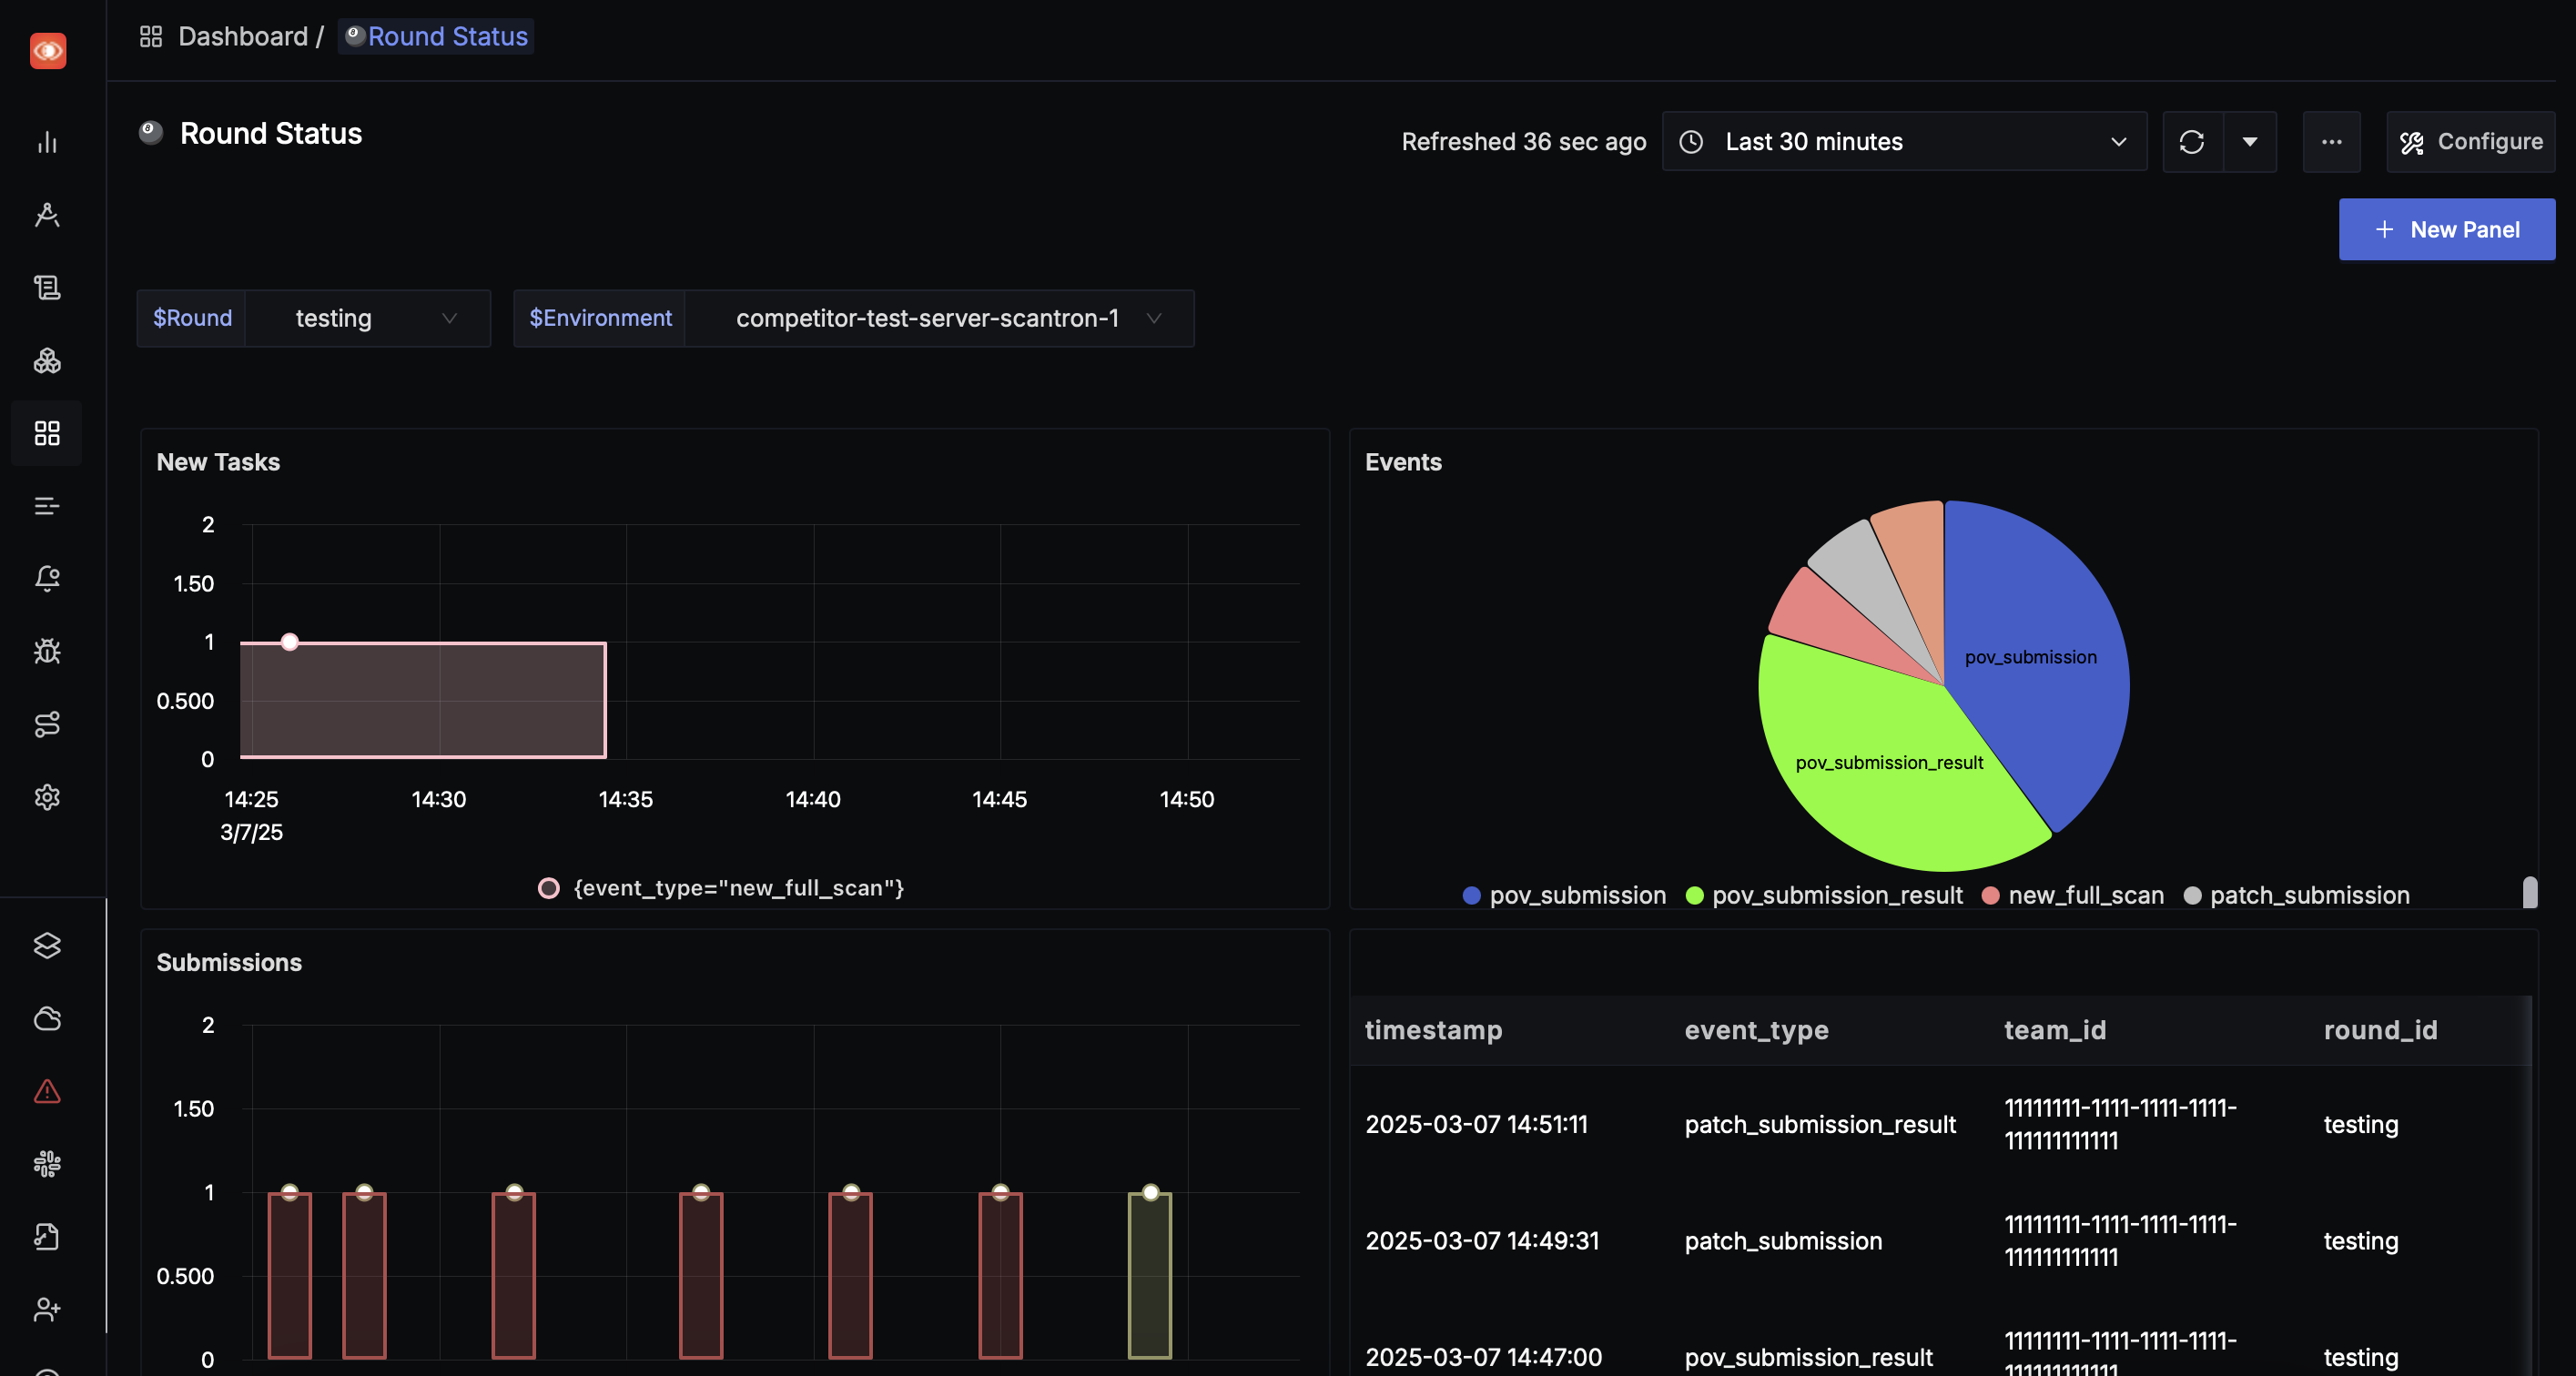 Dashboard / Round Status
Round Status
Refreshed 36 sec ago
Last 30 minutes
Configure
+ New Panel
$Round
testing
$Environment
competitor-test-server-scantron-1
New Tasks
2
1.50
1
0.500
0
14:25
14:30
14:35
14:40
14:45
14:50
3/7/25
{event_type="new_full_scan"}
Events
pov_submission
pov_submission_result
pov_submission
pov_submission_result
new_full_scan
patch_submission
Submissions
2
1.50
1
0.500
0
timestamp
event_type
team_id
round_id
2025-03-07 14:51:11
patch_submission_result
11111111-1111-1111-1111-
111111111111
testing
2025-03-07 14:49:31
patch_submission
11111111-1111-1111-1111-
111111111111
testing
2025-03-07 14:47:00
pov_submission_result
11111111-1111-1111-1111-
111111111111
testing